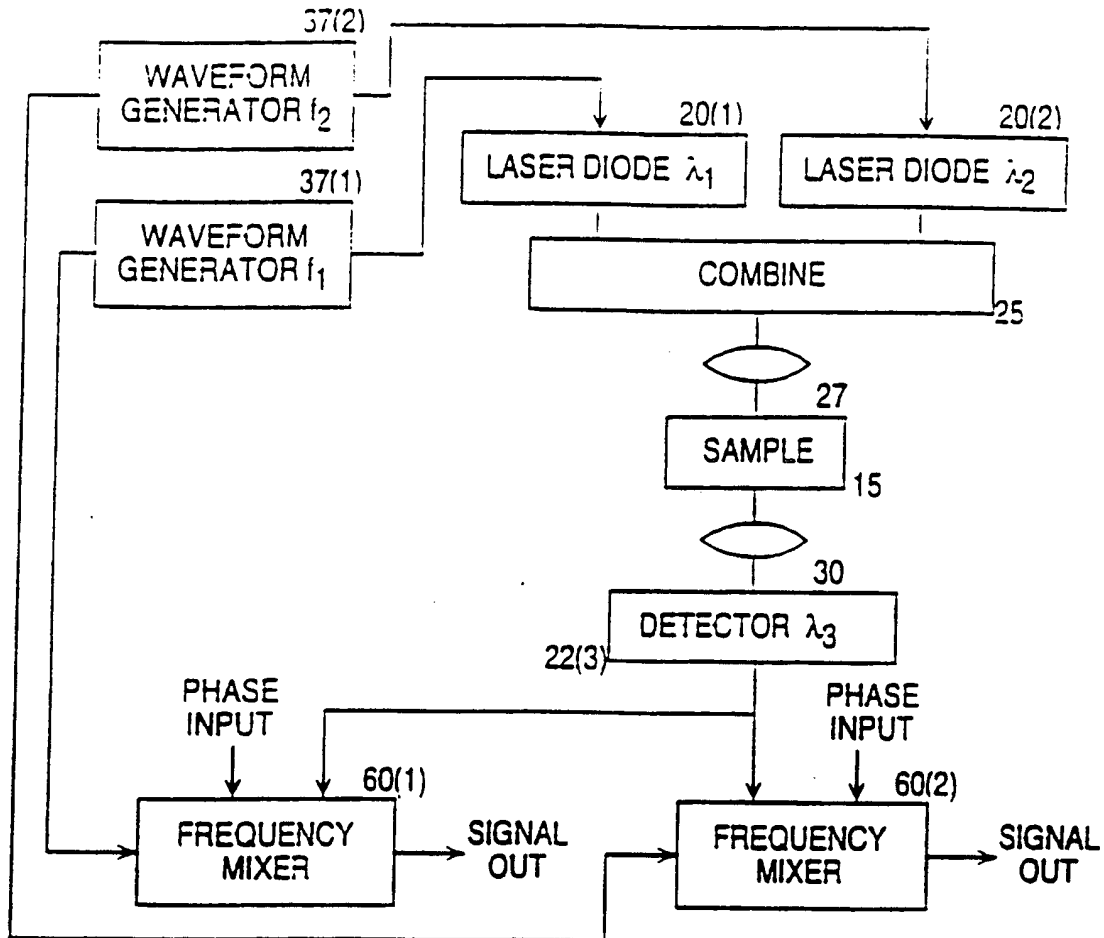 37(2)
WAVEFORM
GENERATOR f2
20(1)
20(2)
LASER DIODE λ1
LASER DIODE λ2
37(1)
WAVEFORM
GENERATOR f1
COMBINE
25
27
SAMPLE
15
30
DETECTOR λ3
22(3)
PHASE
INPUT
PHASE
INPUT
60(1)
60(2)
FREQUENCY
MIXER
SIGNAL
OUT
FREQUENCY
MIXER
SIGNAL
OUT